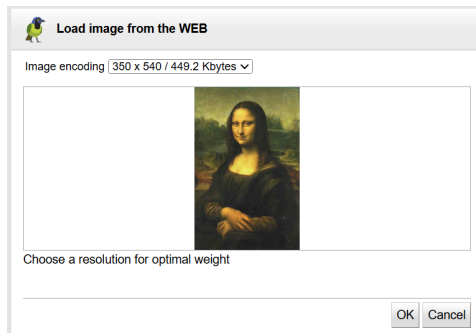 Load image from the WEB
Image encoding 350 x 540 / 449.2 Kbytes
Choose a resolution for optimal weight
OK Cancel